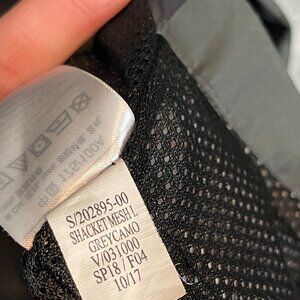 S/202895-00
SHACKET MESH L
GREYCAMO
V/031000
SP18/F04
10/17